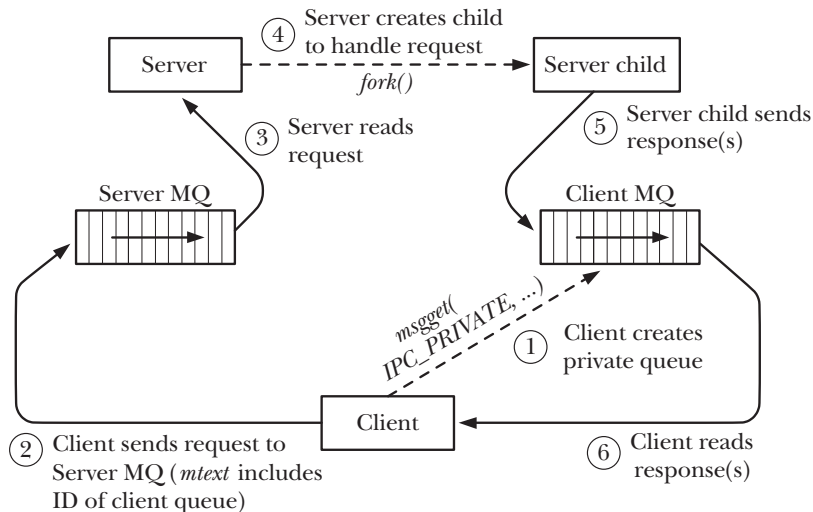 4 Server creates child
to handle request
Server
Server child
fork()
3 Server reads
request
5 Server child sends
response(s)
Server MQ
Client MQ
msgget(
IPC_PRIVATE, ...)
1 Client creates
private queue
Client
2 Client sends request to
Server MQ (mtext includes
ID of client queue)
6 Client reads
response(s)